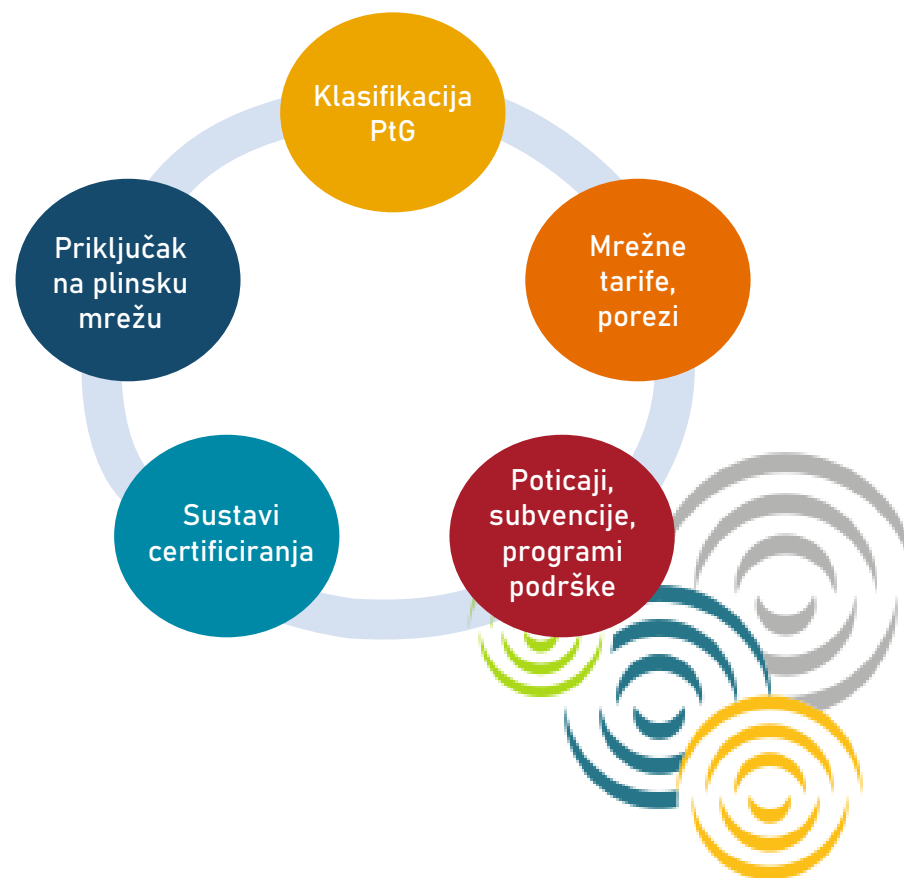 Klasifikacija
PtG
Mrežne
tarife,
porezi
Poticaji,
subvencije,
programi
podrške
Sustavi
certificiranja
Priključak
na plinsku
mrežu